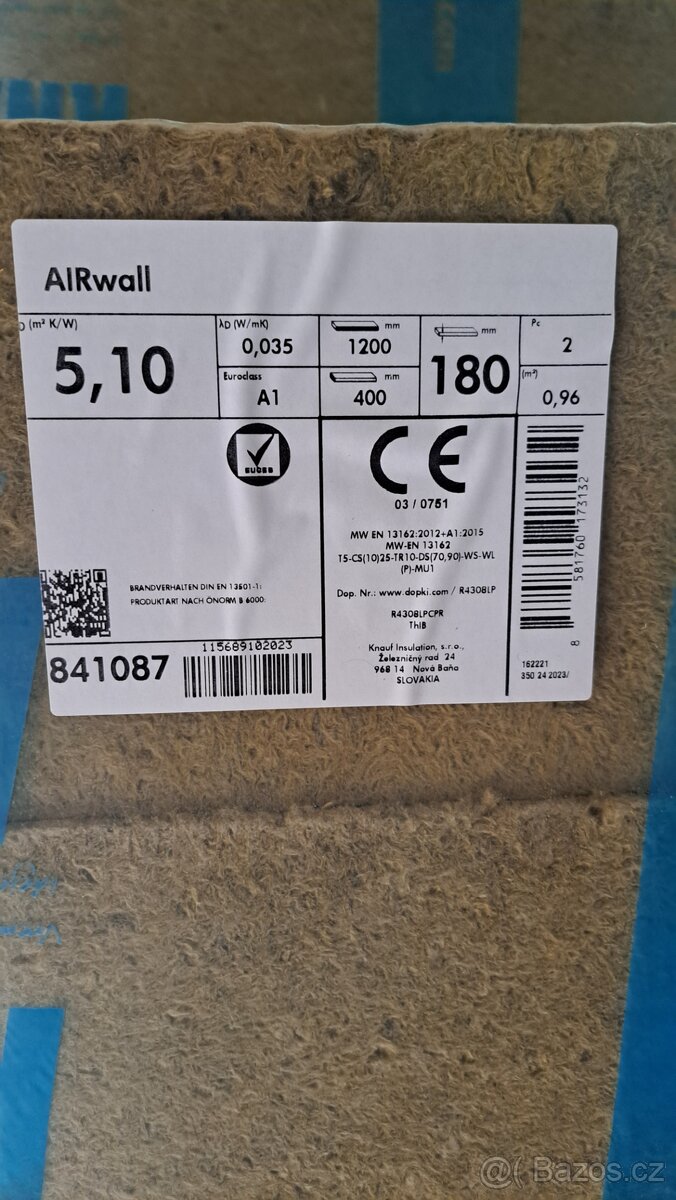 AIRwall
(m² K/W)
5,10
λD (W/mK)
0,035
Euroclass
A1
mm
1200
mm
400
mm
180
Pc
2
(m²)
0,96
EUCEB
CE
03 / 0751
MW EN 13162:2012+A1:2015
MW-EN 13162
T5-CS(10)25-TR10-DS(70,90)-WS-WL
(P)-MU1
Dop. Nr.: www.dopki.com / R4308LP
R4308LPCPR
ThIB
Knauf Insulation, s.r.o.,
Železničný rad 24
968 14 Nová Baňa
SLOVAKIA
BRANDVERHALTEN DIN EN 13501-1:
PRODUKTART NACH ÖNORM B 6000:
115689102023
841087
8 581760 173132
162221
350 24 2023/
@( Bazos.cz